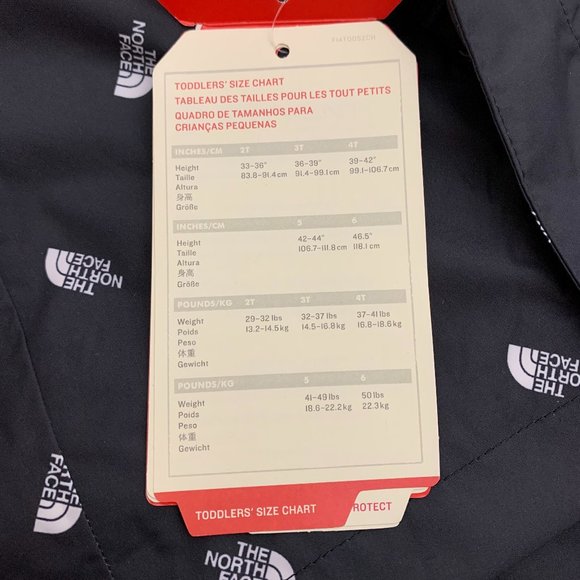 THE
NORTH
FACE
F14TODSZCH
TODDLERS' SIZE CHART
TABLEAU DES TAILLES POUR LES TOUT PETITS
QUADRO DE TAMANHOS PARA
CRIANÇAS PEQUENAS
INCHES/CM 2T 3T 4T
Height 33-36" 36-39" 39-42"
Taille 83.8-91.4cm 91.4-99.1cm 99.1-106.7cm
Altura
身高
Größe
INCHES/CM 5 6
Height 42-44" 46.5"
Taille 106.7-111.8 cm 118.1cm
Altura
身高
Größe
POUNDS/KG 2T 3T 4T
Weight 29-32 lbs 32-37 lbs 37-41 lbs
Poids 13.2-14.5kg 14.5-16.8kg 16.8-18.6kg
Peso
体重
Gewicht
POUNDS/KG 5 6
Weight 41-49 lbs 50 lbs
Poids 18.6-22.2kg 22.3kg
Peso
体重
Gewicht
TODDLERS' SIZE CHART
ROTECT
THE
NORTH
FACE
THE
NORTH
FACE
THE
NORTH
FACE
THE
NORTH
FACE
THE
NORTH
FACE